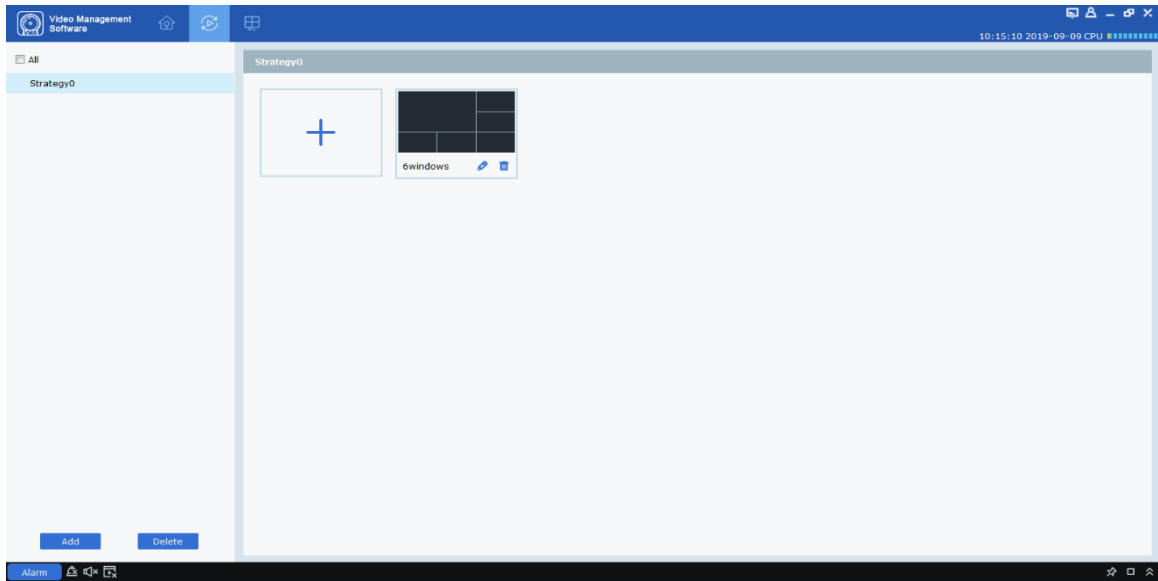 Video Management
Software
10:15:10 2019-09-09 CPU
All
Strategy0
Strategy0
6windows
Add
Delete
Alarm